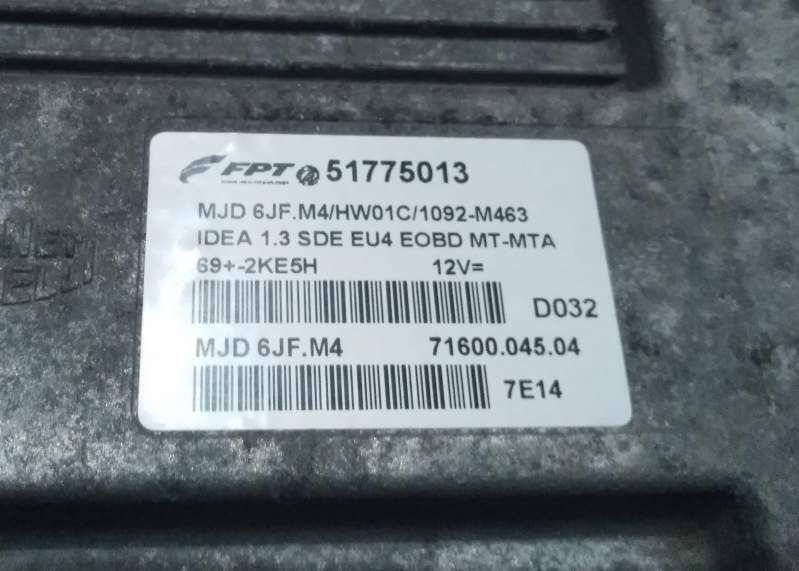 FPT 51775013
MJD 6JF.M4/HW01C/1092-M463
IDEA 1.3 SDE EU4 EOBD MT-MTA
69+-2KE5H 12V=
D032
MJD 6JF.M4 71600.045.04
7E14